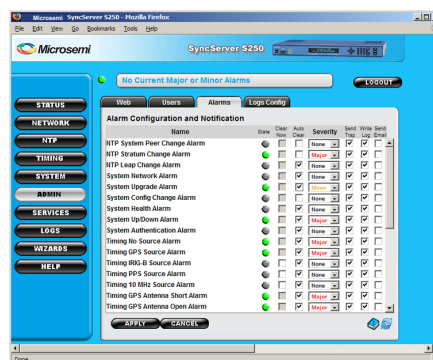 Microsemi SyncServer S250 - Mozilla Firefox
File Edit View Go Bookmarks Tools Help
Microsemi
SyncServer S250
No Current Major or Minor Alarms
LOGOUT
STATUS
NETWORK
NTP
TIMING
SYSTEM
ADMIN
SERVICES
LOGS
WIZARDS
HELP
Web Users Alarms Logs Config
Alarm Configuration and Notification
Name State Clear Now Auto Clear Severity Send Trap Write Log Send Email
NTP System Peer Change Alarm None
NTP Stratum Change Alarm Major
NTP Leap Change Alarm None
System Network Alarm None
System Upgrade Alarm Minor
System Config Change Alarm None
System Health Alarm None
System Up/Down Alarm Major
System Authentication Alarm None
Timing No Source Alarm Major
Timing GPS Source Alarm Major
Timing IRIG-B Source Alarm None
Timing PPS Source Alarm None
Timing 10 MHz Source Alarm None
Timing GPS Antenna Short Alarm Major
Timing GPS Antenna Open Alarm Major
APPLY CANCEL
Done